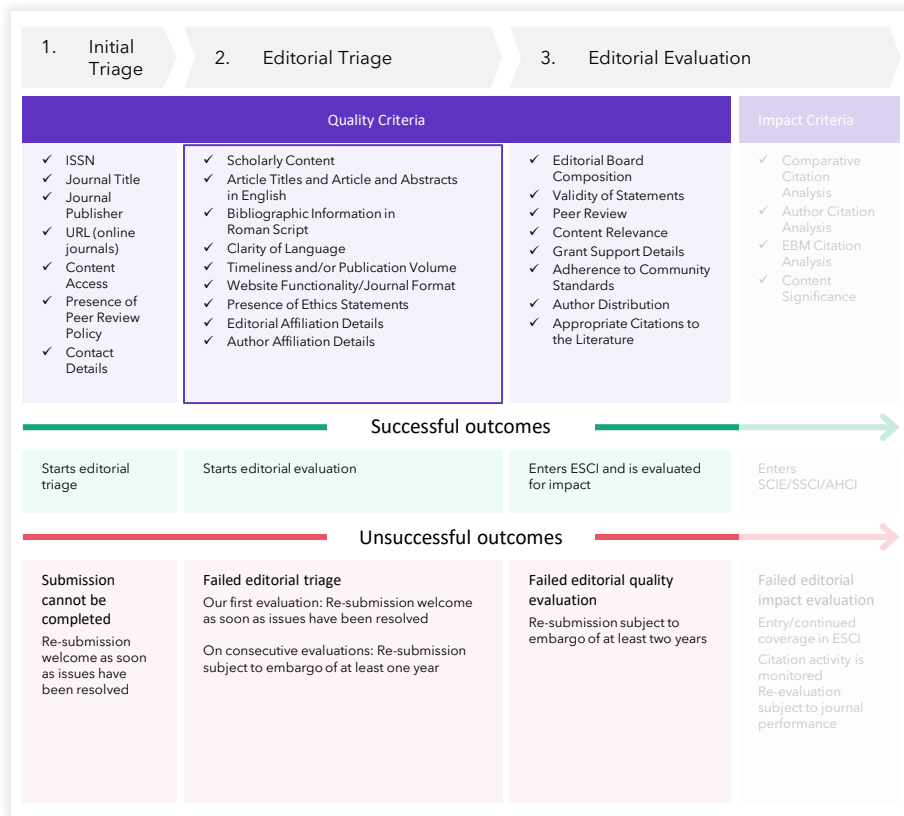 1. Initial
Triage
2. Editorial Triage
3. Editorial Evaluation
Quality Criteria
Impact Criteria
✓ ISSN
✓ Journal Title
✓ Journal
Publisher
✓ URL (online
journals)
✓ Content
Access
✓ Presence of
Peer Review
Policy
✓ Contact
Details
✓ Scholarly Content
✓ Article Titles and Article and Abstracts
in English
✓ Bibliographic Information in
Roman Script
✓ Clarity of Language
✓ Timeliness and/or Publication Volume
✓ Website Functionality/Journal Format
✓ Presence of Ethics Statements
✓ Editorial Affiliation Details
✓ Author Affiliation Details
✓ Editorial Board
Composition
✓ Validity of Statements
✓ Peer Review
✓ Content Relevance
✓ Grant Support Details
✓ Adherence to Community
Standards
✓ Author Distribution
✓ Appropriate Citations to
the Literature
✓ Comparative
Citation
Analysis
✓ Author Citation
Analysis
✓ EBM Citation
Analysis
✓ Content
Significance
Successful outcomes
Starts editorial
triage
Starts editorial evaluation
Enters ESCI and is evaluated
for impact
Enters
SCIE/SSCI/AHCI
Unsuccessful outcomes
Submission
cannot be
completed
Re-submission
welcome as soon
as issues have
been resolved
Failed editorial triage
Our first evaluation: Re-submission welcome
as soon as issues have been resolved
On consecutive evaluations: Re-submission
subject to embargo of at least one year
Failed editorial quality
evaluation
Re-submission subject to
embargo of at least two years
Failed editorial
impact evaluation
Entry/continued
coverage in ESCI
Citation activity is
monitored
Re-evaluation
subject to journal
performance